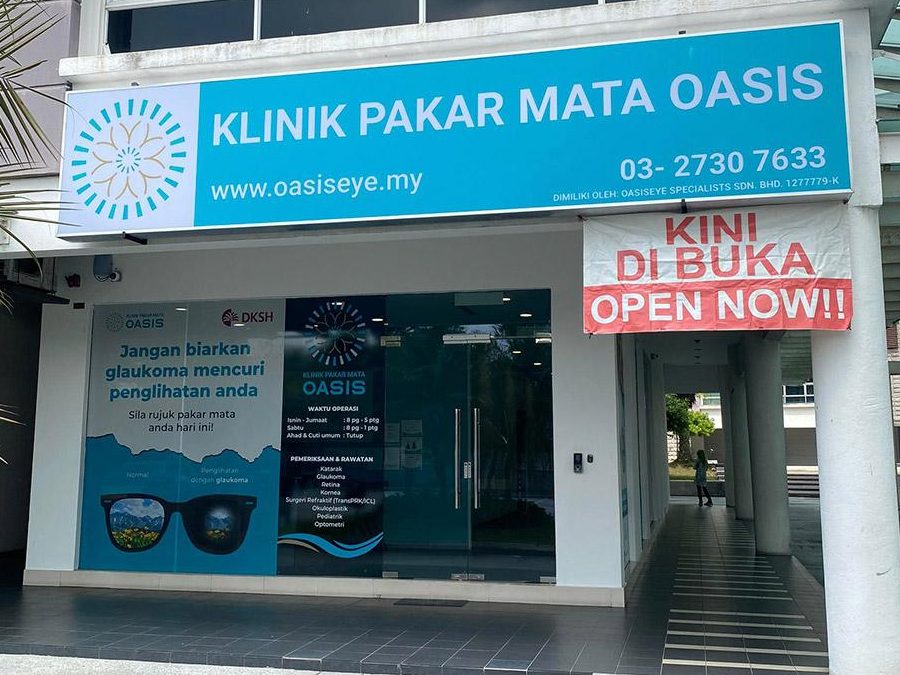 KLINIK PAKAR MATA OASIS
03- 2730 7633
www.oasiseye.my
DIMILIKI OLEH: OASISEYE SPECIALISTS SDN. BHD. 1277779-K
KINI
DI BUKA
OPEN NOW!!
KLINIK PAKAR MATA
OASIS
DKSH
Jangan biarkan
glaukoma mencuri
penglihatan anda
Sila rujuk pakar mata
anda hari ini!
Normal
Penglihatan
dengan glaukoma
KLINIK PAKAR MATA
OASIS
WAKTU OPERASI
Isnin - Jumaat : 8 pg - 5 ptg
Sabtu : 8 pg - 1 ptg
Ahad & Cuti umum : Tutup
PEMERIKSAAN & RAWATAN
Katarak
Glaukoma
Retina
Kornea
Surgeri Refraktif (TransPRK/ICL)
Okuloplastik
Pediatrik
Optometri